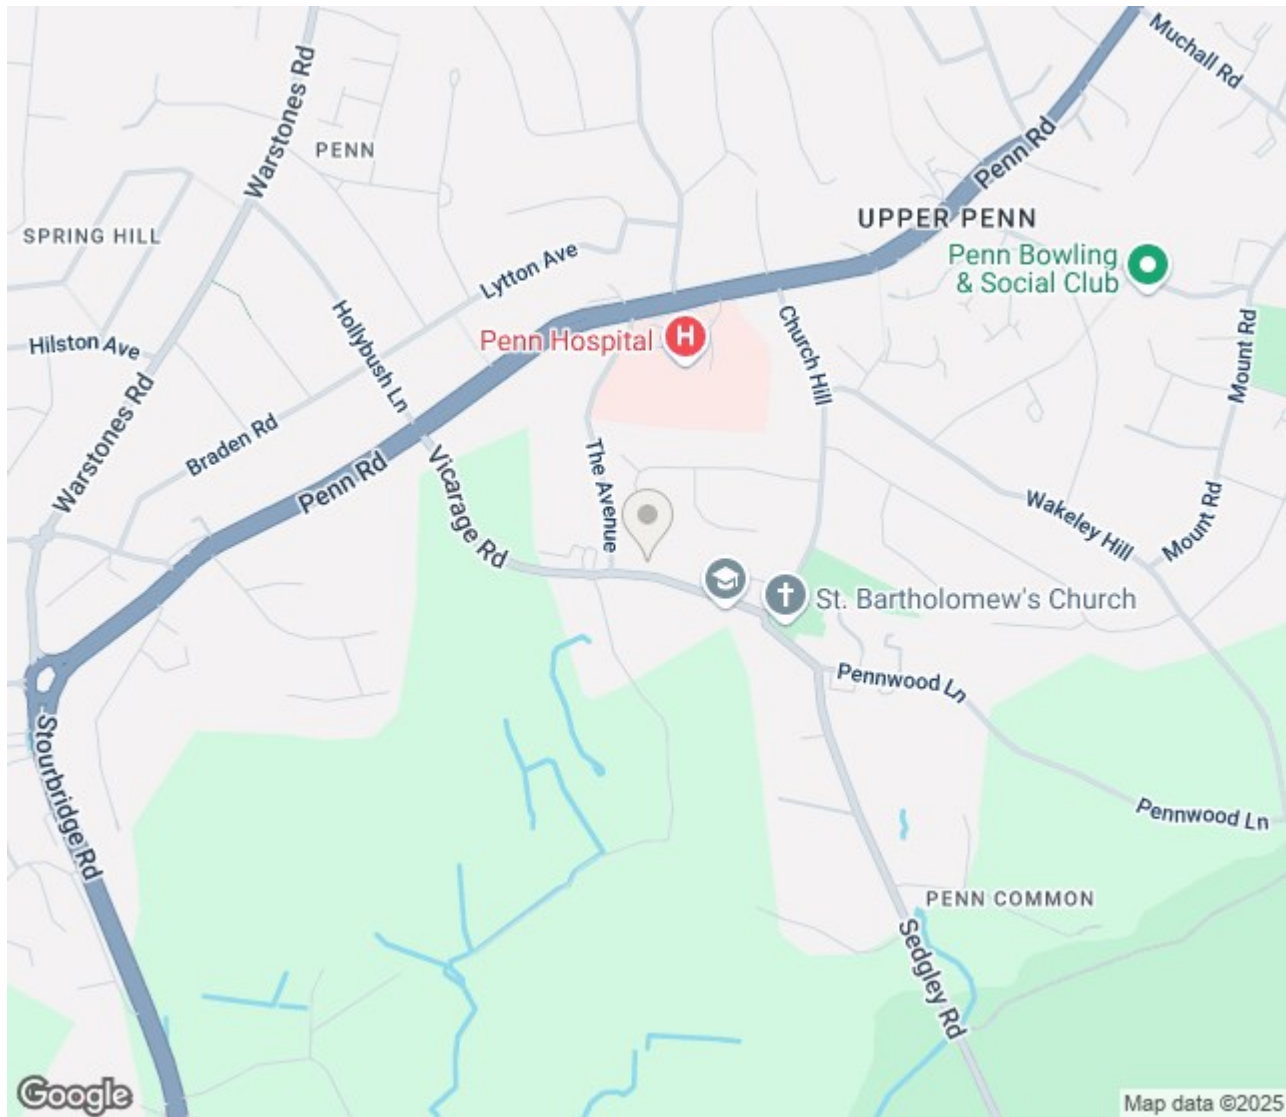 Muchall Rd
Warstones Rd
PENN
Penn Rd
UPPER PENN
SPRING HILL
Penn Bowling
& Social Club
Lytton Ave
Hollybush Ln
Hilston Ave
Penn Hospital
H
Church Hill
Mount Rd
Warstones Rd
Braden Rd
Penn Rd
Vicarage Rd
The Avenue
Wakeley Hill
Mount Rd
St. Bartholomew's Church
Pennwood Ln
Stourbridge Rd
Pennwood Ln
PENN COMMON
Sedgley Rd
Google
Map data ©2025